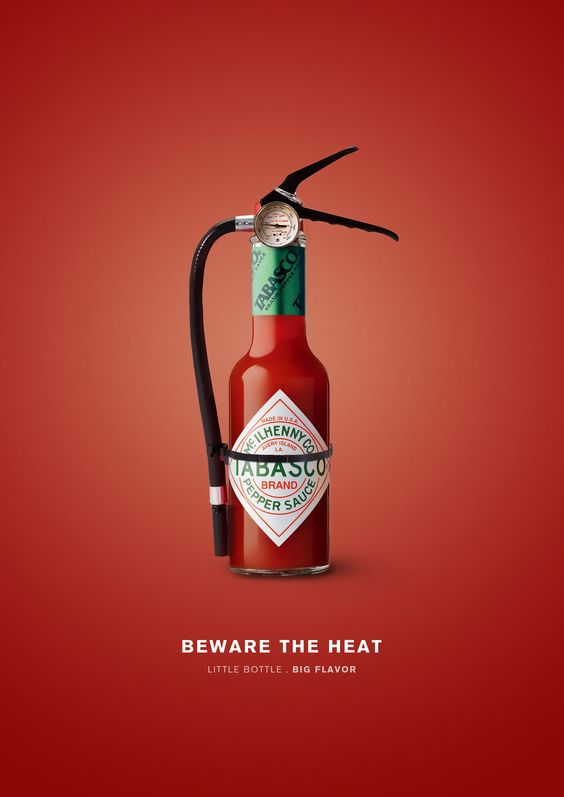 TABASCO®
MADE IN U.S.A.
McILHENNY CO.
AVERY ISLAND
LA.
TABASCO
BRAND
PEPPER SAUCE
BEWARE THE HEAT
LITTLE BOTTLE . BIG FLAVOR